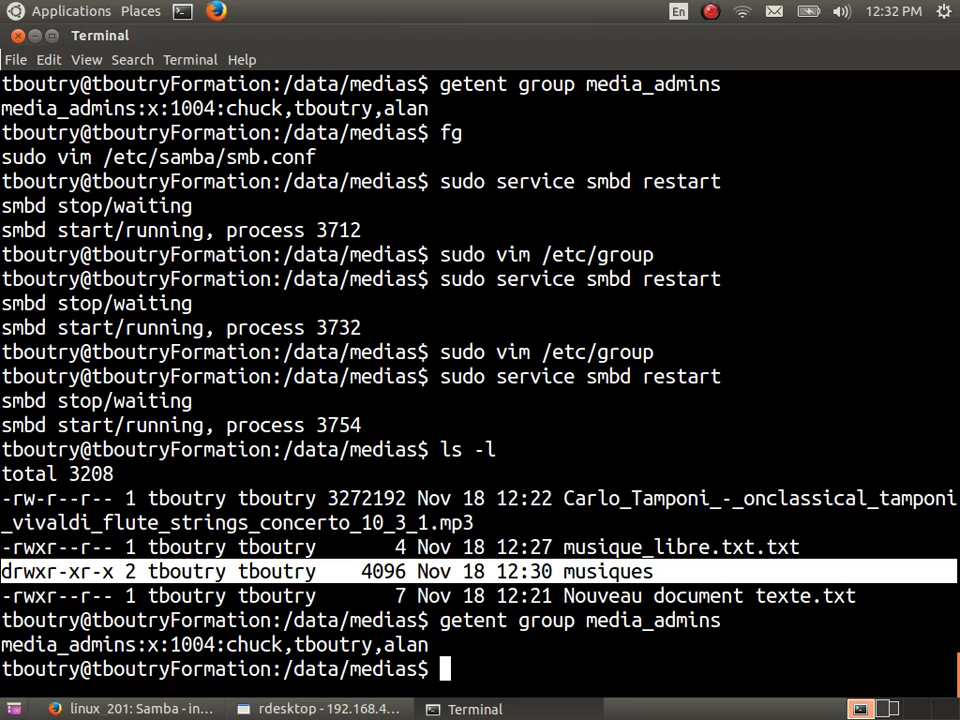 Applications Places En 12:32 PM
Terminal
File Edit View Search Terminal Help
tboutry@tboutryFormation:/data/medias$ getent group media_admins
media_admins:x:1004:chuck,tboutry,alan
tboutry@tboutryFormation:/data/medias$ fg
sudo vim /etc/samba/smb.conf
tboutry@tboutryFormation:/data/medias$ sudo service smbd restart
smbd stop/waiting
smbd start/running, process 3712
tboutry@tboutryFormation:/data/medias$ sudo vim /etc/group
tboutry@tboutryFormation:/data/medias$ sudo service smbd restart
smbd stop/waiting
smbd start/running, process 3732
tboutry@tboutryFormation:/data/medias$ sudo vim /etc/group
tboutry@tboutryFormation:/data/medias$ sudo service smbd restart
smbd stop/waiting
smbd start/running, process 3754
tboutry@tboutryFormation:/data/medias$ ls -l
total 3208
-rw-r--r-- 1 tboutry tboutry 3272192 Nov 18 12:22 Carlo_Tamponi_-_onclassical_tamponi
_vivaldi_flute_strings_concerto_10_3_1.mp3
-rwxr--r-- 1 tboutry tboutry       4 Nov 18 12:27 musique_libre.txt.txt
drwxr-xr-x 2 tboutry tboutry    4096 Nov 18 12:30 musiques
-rwxr--r-- 1 tboutry tboutry       7 Nov 18 12:21 Nouveau document texte.txt
tboutry@tboutryFormation:/data/medias$ getent group media_admins
media_admins:x:1004:chuck,tboutry,alan
tboutry@tboutryFormation:/data/medias$
linux_201: Samba - in... rdesktop - 192.168.4... Terminal